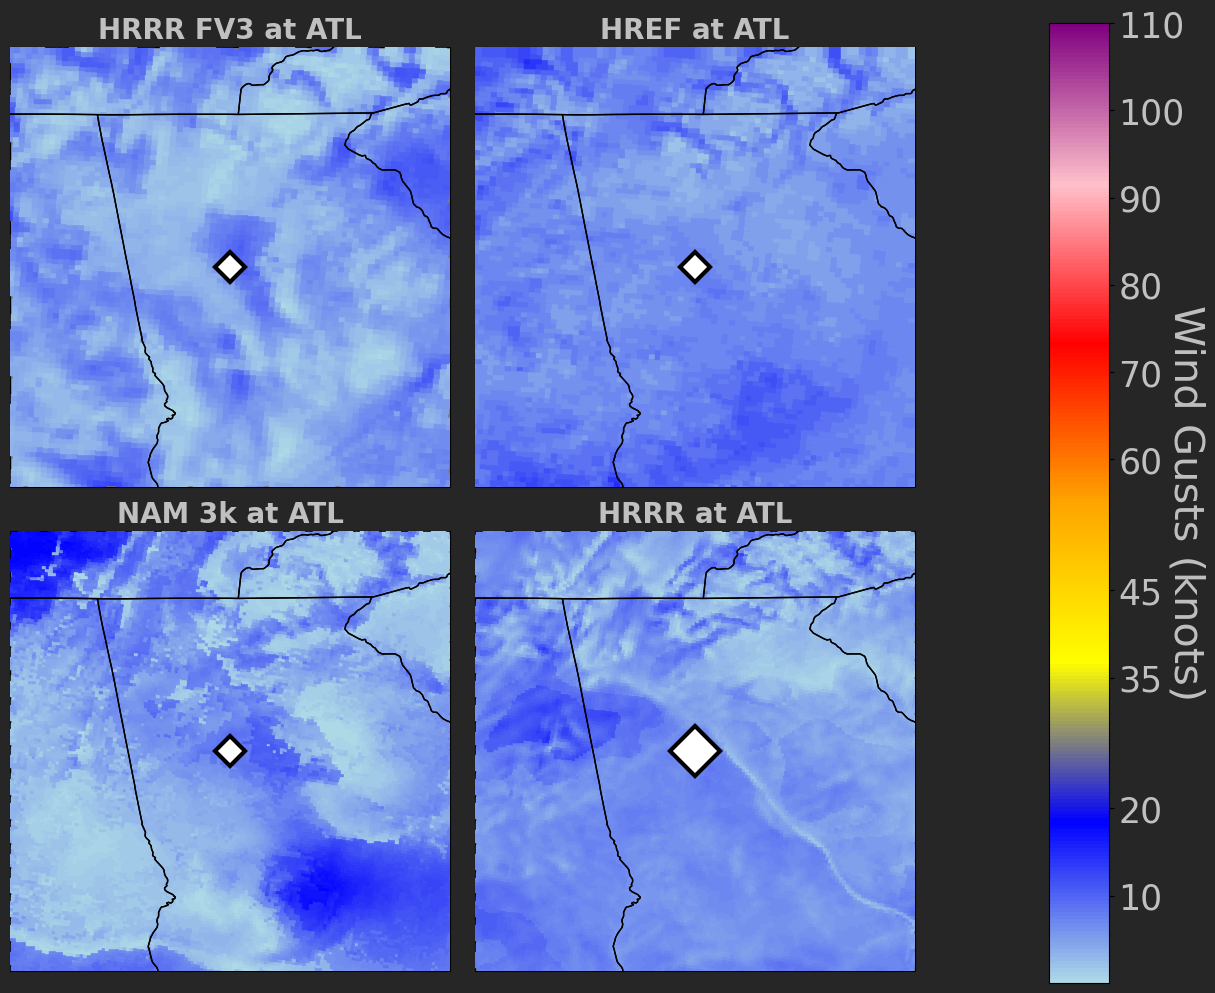 HRRR FV3 at ATL
HREF at ATL
NAM 3k at ATL
HRRR at ATL
110
100
90
80
70
60
45
35
20
10
Wind Gusts (knots)